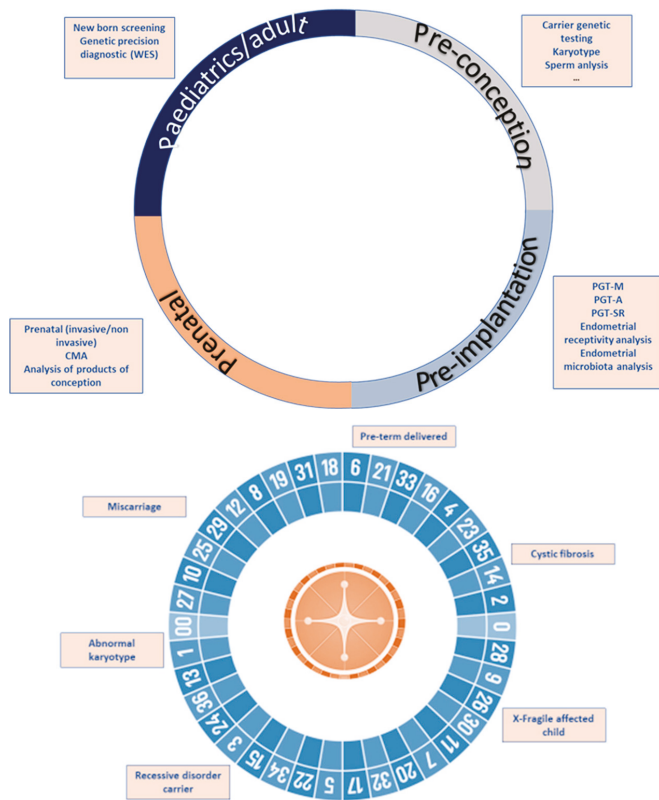 New born screening
Genetic precision
diagnostic (WES)
Paediatrics/adult
Pre-conception
Carrier genetic
testing
Karyotype
Sperm anlysis
...
Prenatal
Pre-implantation
Prenatal (invasive/non
invasive)
CMA
Analysis of products of
conception
PGT-M
PGT-A
PGT-SR
Endometrial
receptivity analysis
Endometrial
microbiota analysis
Pre-term delivered
Miscarriage
Cystic fibrosis
Abnormal
karyotype
X-Fragile affected
child
Recessive disorder
carrier
6 21 33 16 4 23 35 14 2 0 28 9 26 30 11 7 20 32 17 5 22 34 15 3 24 36 13 1 00 27 10 25 29 12 8 19 31 18